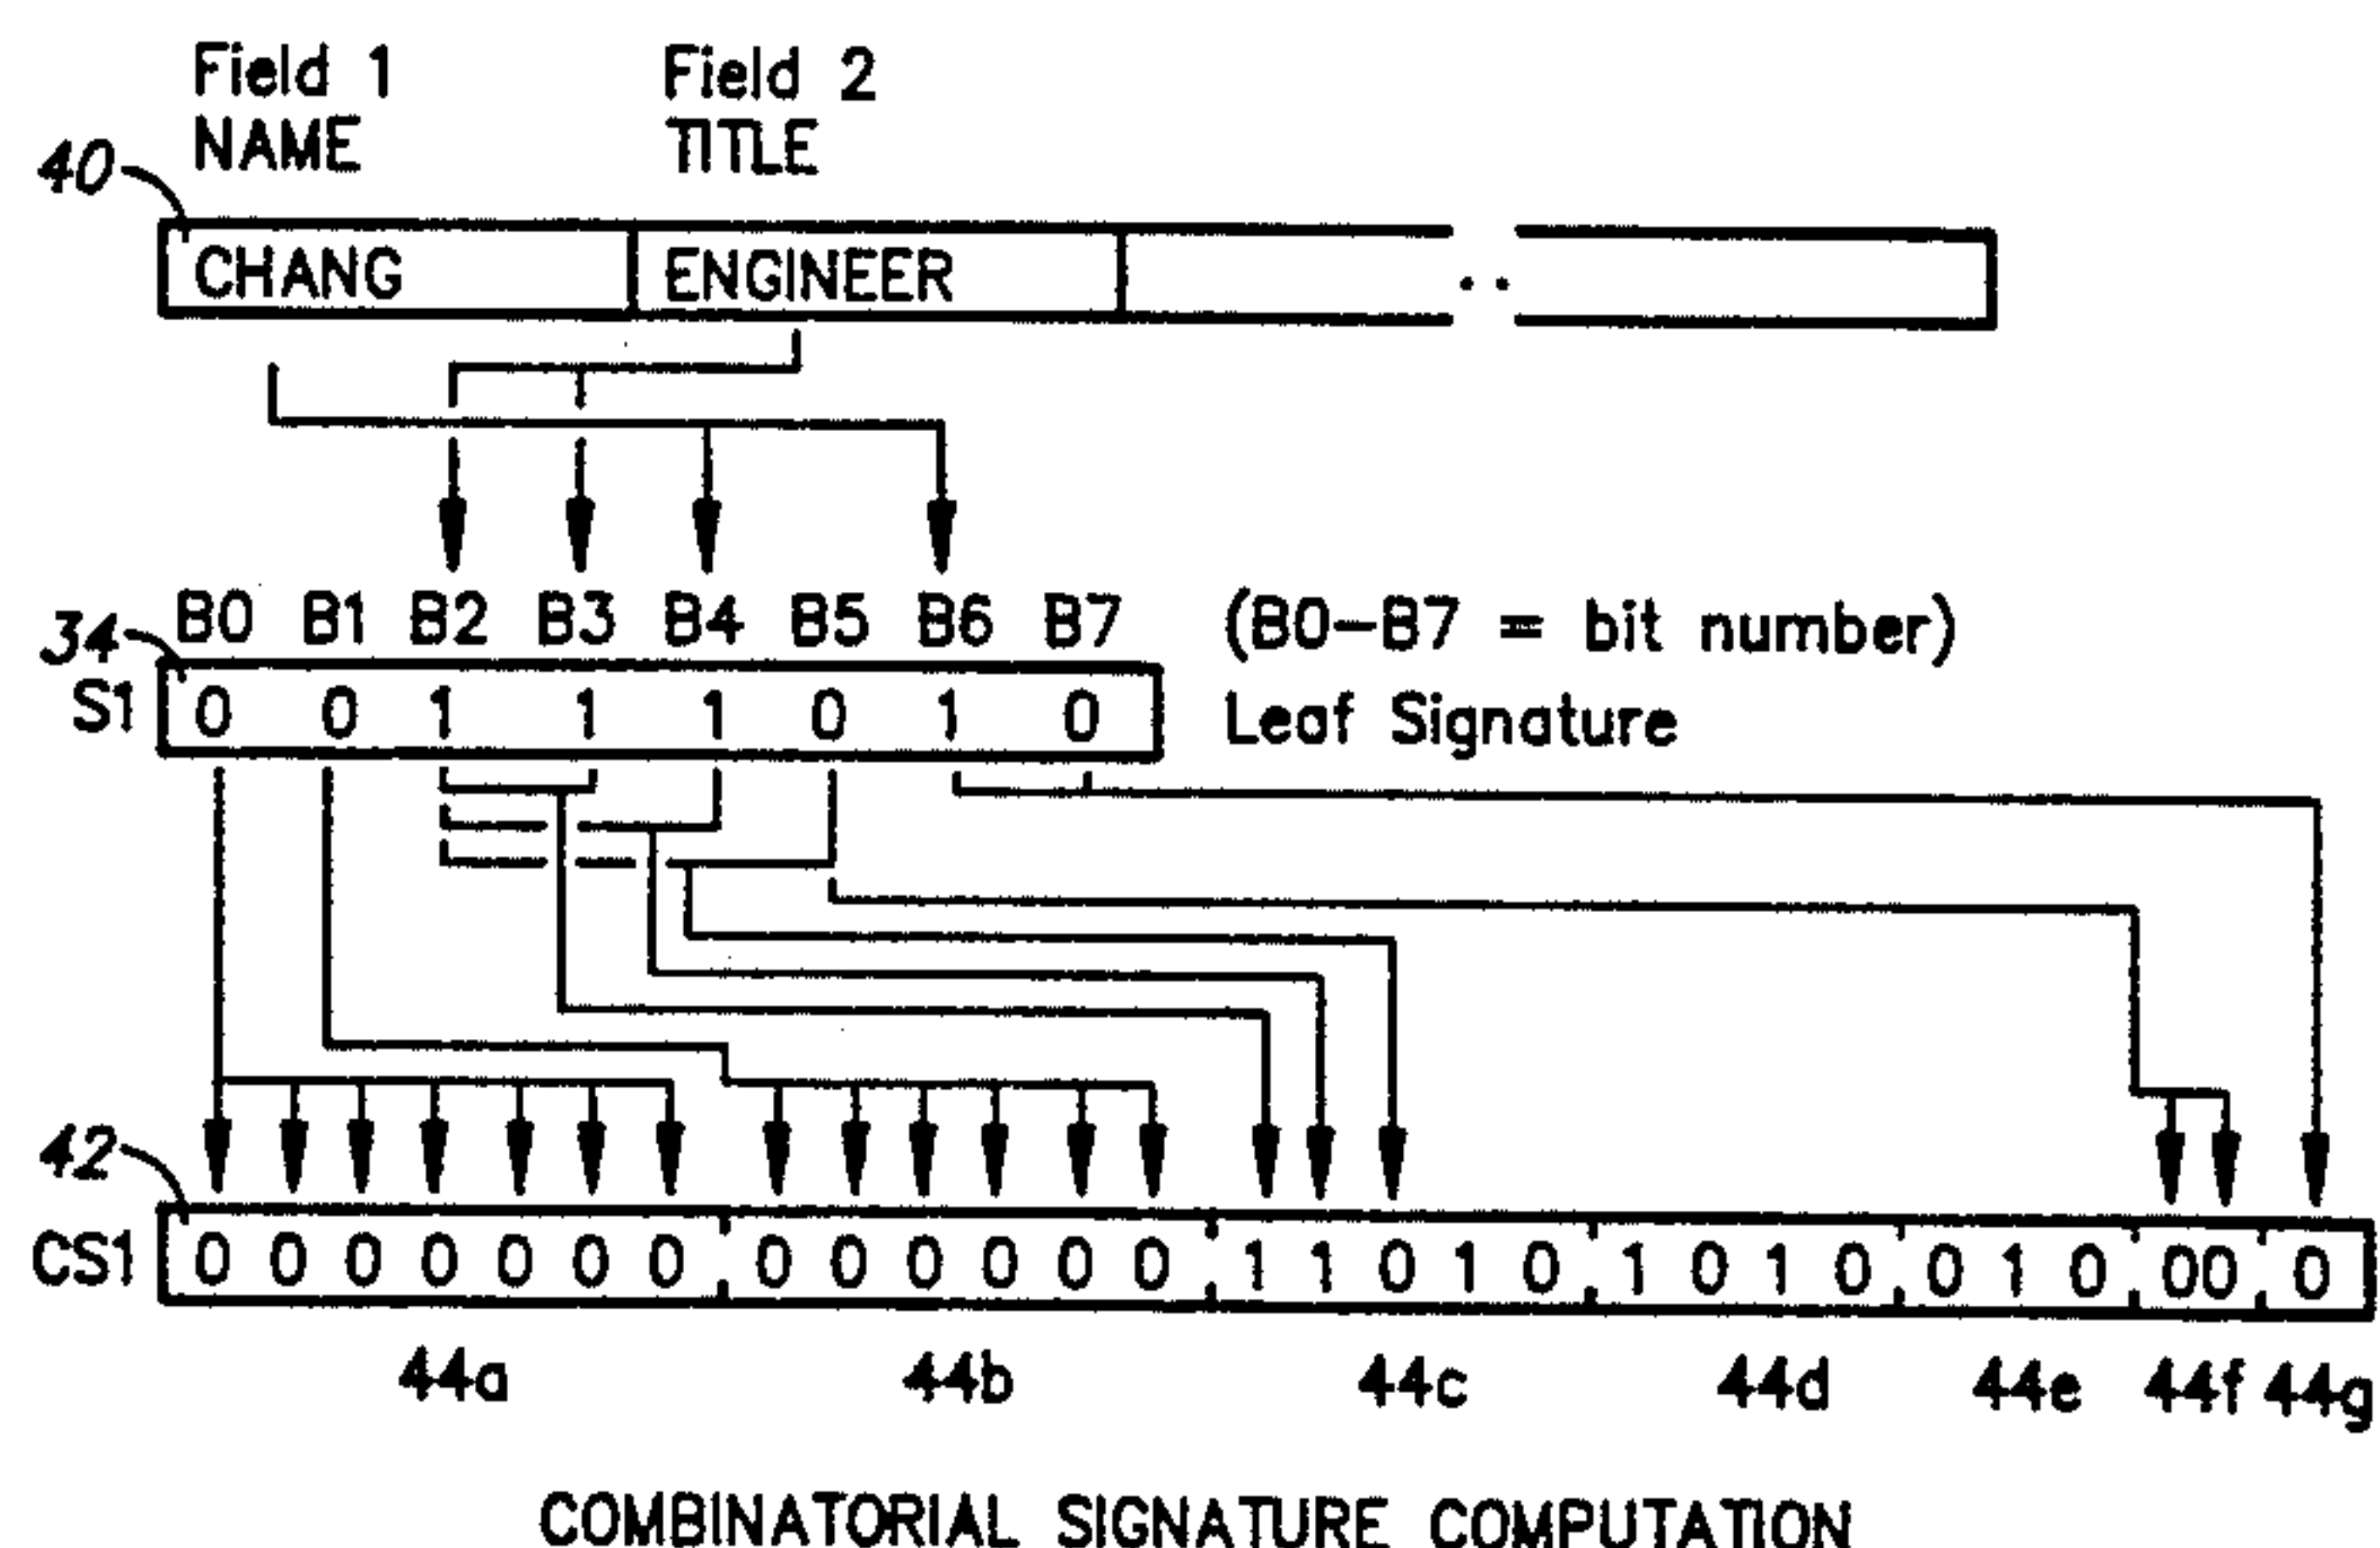 Field 1 Field 2
NAME TITLE
40
CHANG ENGINEER ..
B0 B1 B2 B3 B4 B5 B6 B7 (B0-B7 = bit number)
34
S1 0 0 1 1 1 0 1 0 Leaf Signature
42
CS1 0 0 0 0 0 0 0 0 0 0 0 0 0 1 1 0 1 0 1 0 1 0 0 1 0 00 0
44a 44b 44c 44d 44e 44f 44g
COMBINATORIAL SIGNATURE COMPUTATION